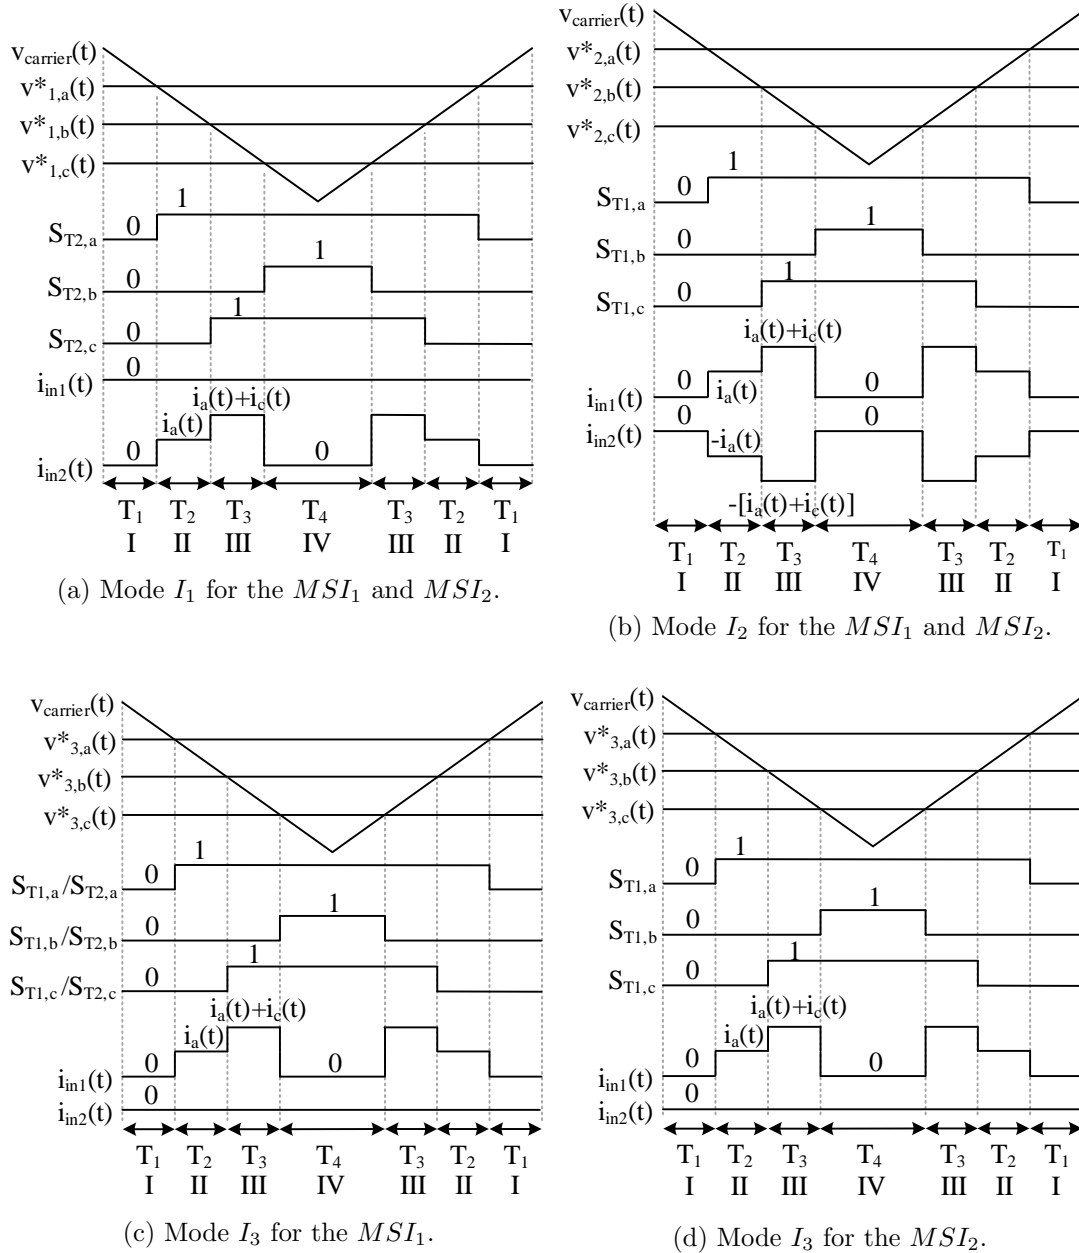 v_carrier(t)
v*_1,a(t)
v*_1,b(t)
v*_1,c(t)
S_T2,a 0 1
S_T2,b 0 1
S_T2,c 0 1
i_in1(t) 0
i_a(t)+i_c(t)
i_a(t)
i_in2(t) 0 0
T_1 T_2 T_3 T_4 T_3 T_2 T_1
I II III IV III II I
(a) Mode I_1 for the MSI_1 and MSI_2.
v_carrier(t)
v*_2,a(t)
v*_2,b(t)
v*_2,c(t)
S_T1,a 0 1
S_T1,b 0 1
S_T1,c 0 1
i_a(t)+i_c(t)
i_in1(t) 0 i_a(t) 0
i_in2(t) 0 0
-i_a(t)
-[i_a(t)+i_c(t)]
T_1 T_2 T_3 T_4 T_3 T_2 T_1
I II III IV III II I
(b) Mode I_2 for the MSI_1 and MSI_2.
v_carrier(t)
v*_3,a(t)
v*_3,b(t)
v*_3,c(t)
S_T1,a/S_T2,a 0 1
S_T1,b/S_T2,b 0 1
S_T1,c/S_T2,c 0 1
i_a(t)+i_c(t)
i_a(t)
i_in1(t) 0 0
i_in2(t) 0
T_1 T_2 T_3 T_4 T_3 T_2 T_1
I II III IV III II I
(c) Mode I_3 for the MSI_1.
v_carrier(t)
v*_3,a(t)
v*_3,b(t)
v*_3,c(t)
S_T1,a 0 1
S_T1,b 0 1
S_T1,c 0 1
i_a(t)+i_c(t)
i_a(t)
i_in1(t) 0 0
i_in2(t) 0
T_1 T_2 T_3 T_4 T_3 T_2 T_1
I II III IV III II I
(d) Mode I_3 for the MSI_2.